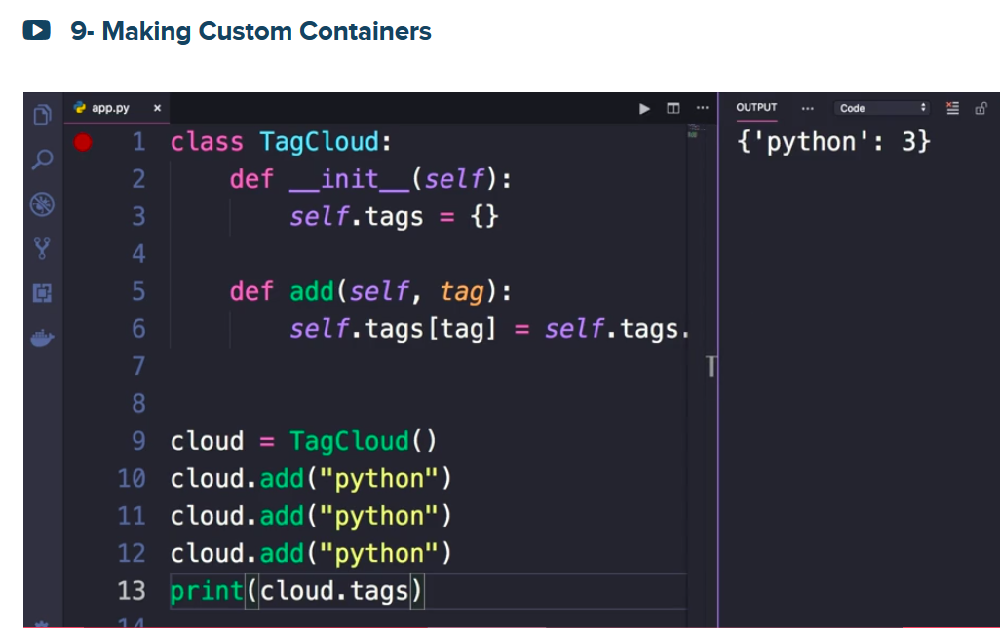 9- Making Custom Containers
app.py ×
OUTPUT ... Code
1 class TagCloud:
2 def __init__(self):
3 self.tags = {}
4
5 def add(self, tag):
6 self.tags[tag] = self.tags.
7
8
9 cloud = TagCloud()
10 cloud.add("python")
11 cloud.add("python")
12 cloud.add("python")
13 print(cloud.tags)
14
{'python': 3}